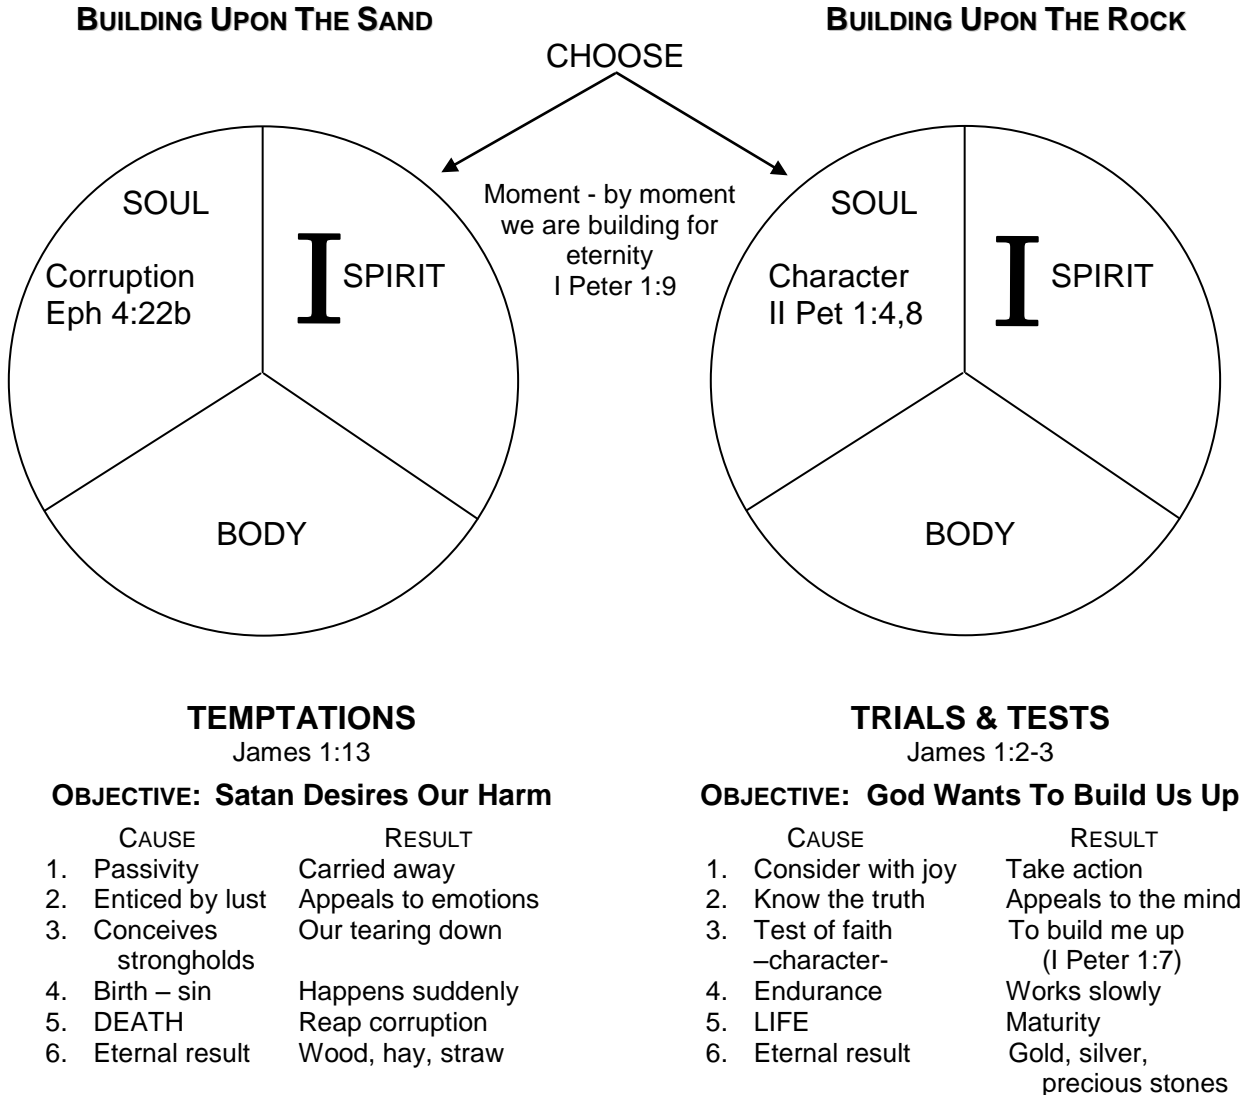 BUILDING UPON THE SAND
BUILDING UPON THE ROCK
CHOOSE
SOUL
Corruption
Eph 4:22b
I SPIRIT
BODY
Moment - by moment
we are building for
eternity
I Peter 1:9
SOUL
Character
II Pet 1:4,8
I SPIRIT
BODY
TEMPTATIONS
James 1:13
OBJECTIVE: Satan Desires Our Harm
CAUSE RESULT
1. Passivity Carried away
2. Enticed by lust Appeals to emotions
3. Conceives Our tearing down
strongholds
4. Birth – sin Happens suddenly
5. DEATH Reap corruption
6. Eternal result Wood, hay, straw
TRIALS & TESTS
James 1:2-3
OBJECTIVE: God Wants To Build Us Up
CAUSE RESULT
1. Consider with joy Take action
2. Know the truth Appeals to the mind
3. Test of faith To build me up
–character- (I Peter 1:7)
4. Endurance Works slowly
5. LIFE Maturity
6. Eternal result Gold, silver,
precious stones